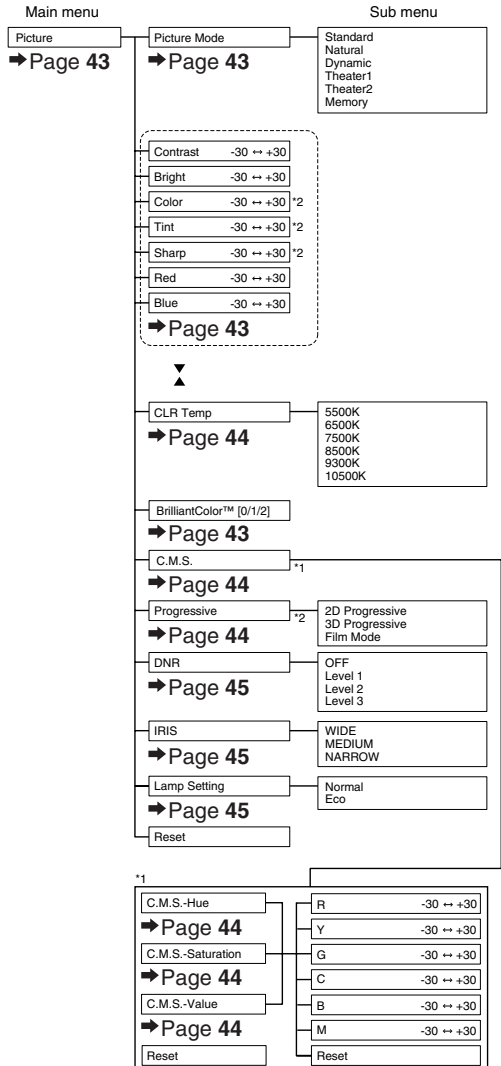 Main menu
Sub menu
Picture
➡Page 43
Picture Mode
➡Page 43
Standard
Natural
Dynamic
Theater1
Theater2
Memory
Contrast -30 ↔ +30
Bright -30 ↔ +30
Color -30 ↔ +30 *2
Tint -30 ↔ +30 *2
Sharp -30 ↔ +30 *2
Red -30 ↔ +30
Blue -30 ↔ +30
➡Page 43
CLR Temp
➡Page 44
5500K
6500K
7500K
8500K
9300K
10500K
BrilliantColor™ [0/1/2]
➡Page 43
C.M.S. *1
➡Page 44
Progressive *2
➡Page 44
2D Progressive
3D Progressive
Film Mode
DNR
➡Page 45
OFF
Level 1
Level 2
Level 3
IRIS
➡Page 45
WIDE
MEDIUM
NARROW
Lamp Setting
➡Page 45
Normal
Eco
Reset
*1
C.M.S.-Hue
➡Page 44
C.M.S.-Saturation
➡Page 44
C.M.S.-Value
➡Page 44
Reset
R -30 ↔ +30
Y -30 ↔ +30
G -30 ↔ +30
C -30 ↔ +30
B -30 ↔ +30
M -30 ↔ +30
Reset